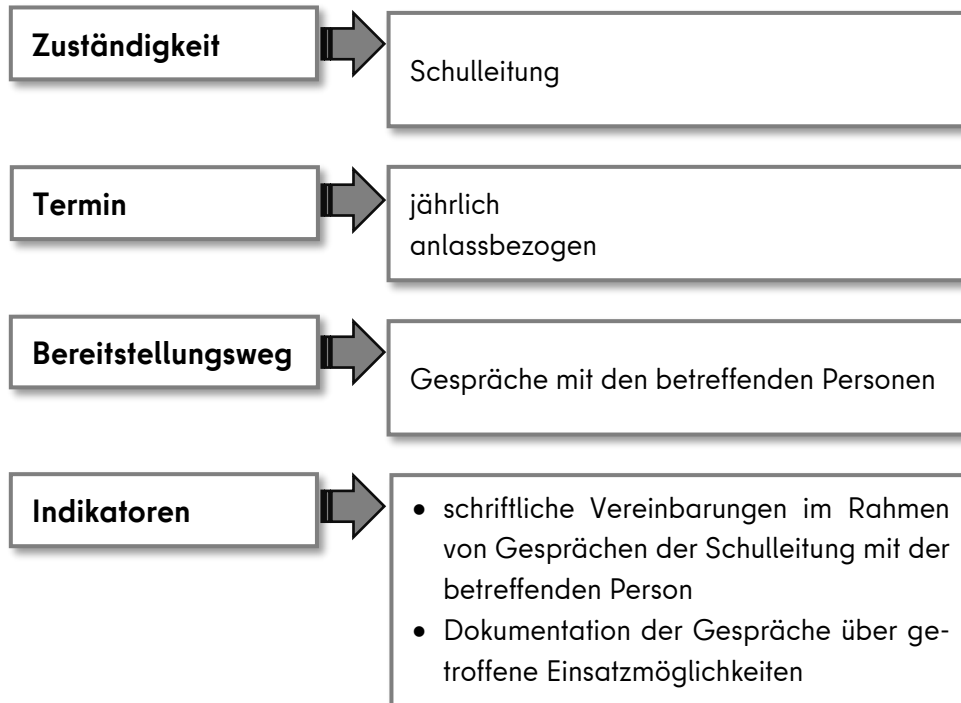 Zuständigkeit
Schulleitung
Termin
jährlich
anlassbezogen
Bereitstellungsweg
Gespräche mit den betreffenden Personen
Indikatoren
• schriftliche Vereinbarungen im Rahmen
von Gesprächen der Schulleitung mit der
betreffenden Person
• Dokumentation der Gespräche über ge-
troffene Einsatzmöglichkeiten